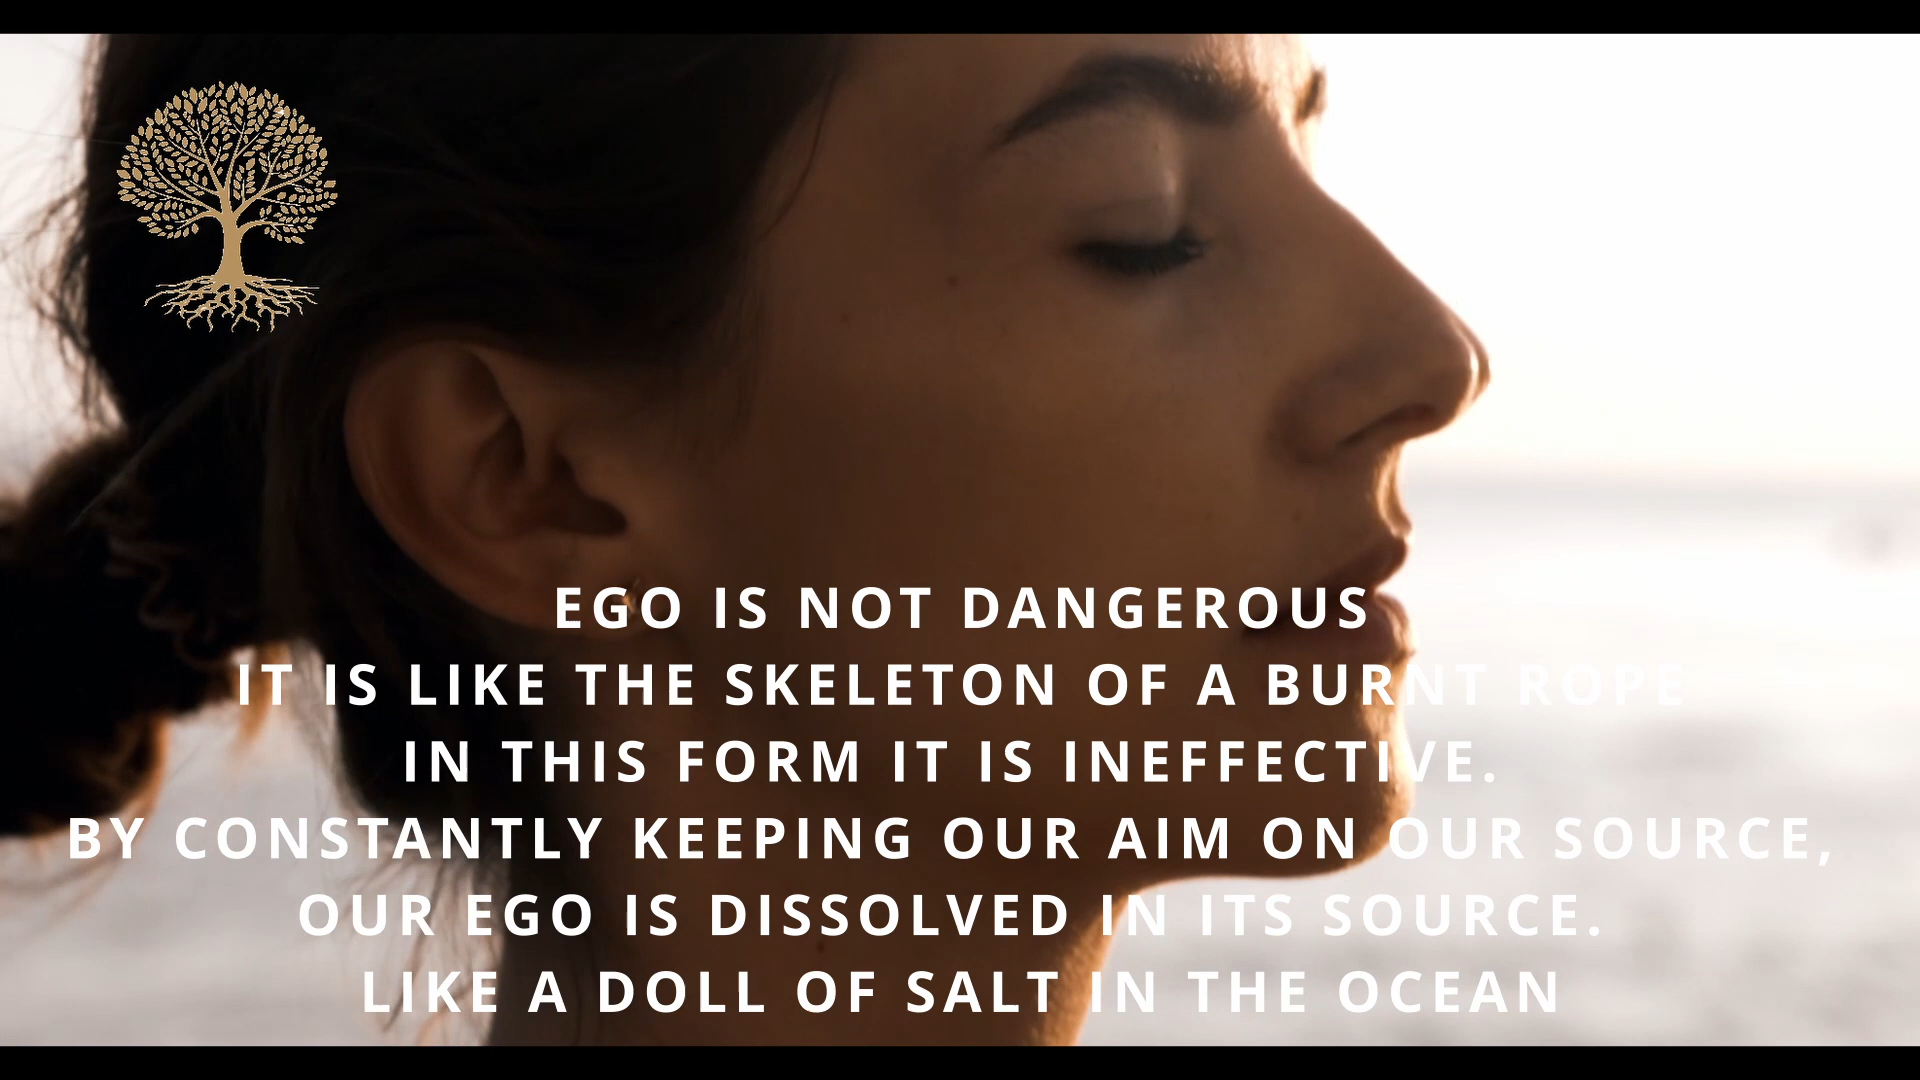 EGO IS NOT DANGEROUS
IT IS LIKE THE SKELETON OF A BURNT ROPE
IN THIS FORM IT IS INEFFECTIVE.
BY CONSTANTLY KEEPING OUR AIM ON OUR SOURCE,
OUR EGO IS DISSOLVED IN ITS SOURCE.
LIKE A DOLL OF SALT IN THE OCEAN